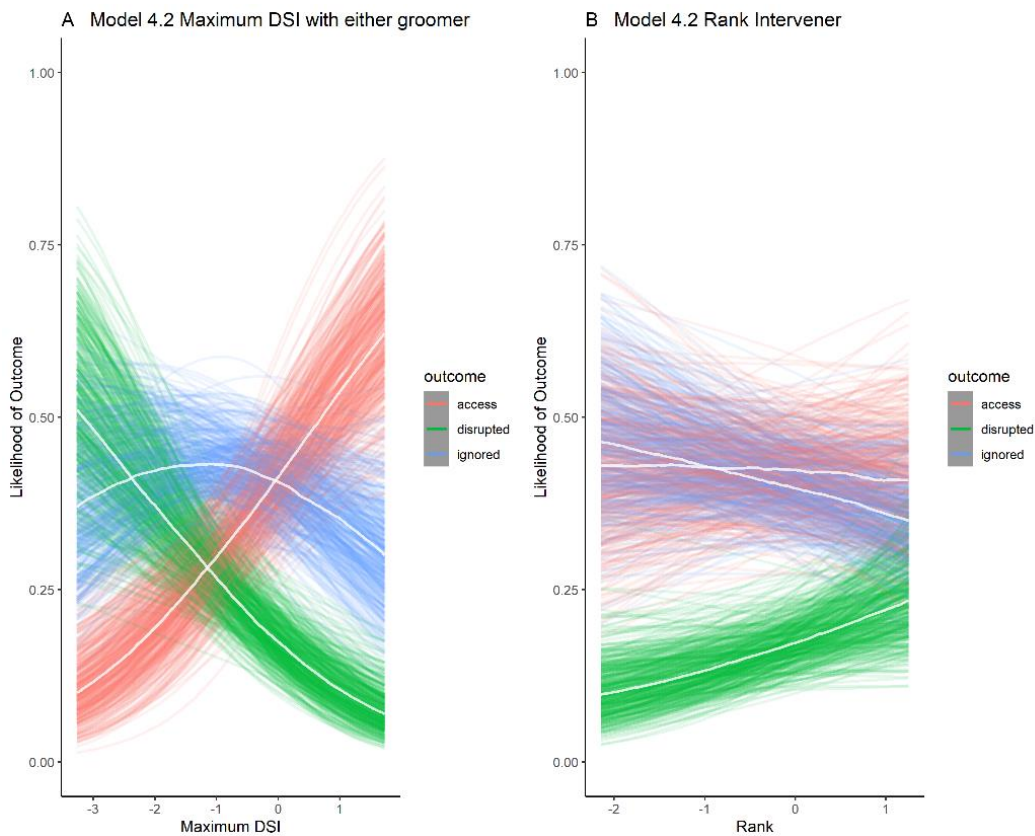 A Model 4.2 Maximum DSI with either groomer
1.00
0.75
0.50
0.25
0.00
Likelihood of Outcome
-3 -2 -1 0 1
Maximum DSI
outcome
access
disrupted
ignored
B Model 4.2 Rank Intervener
1.00
0.75
0.50
0.25
0.00
Likelihood of Outcome
-2 -1 0 1
Rank
outcome
access
disrupted
ignored